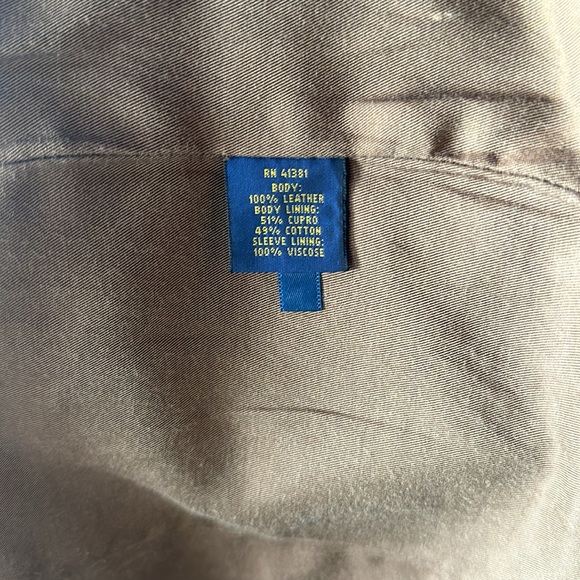 RN 41381
BODY:
100% LEATHER
BODY LINING:
51% CUPRO
49% COTTON
SLEEVE LINING:
100% VISCOSE